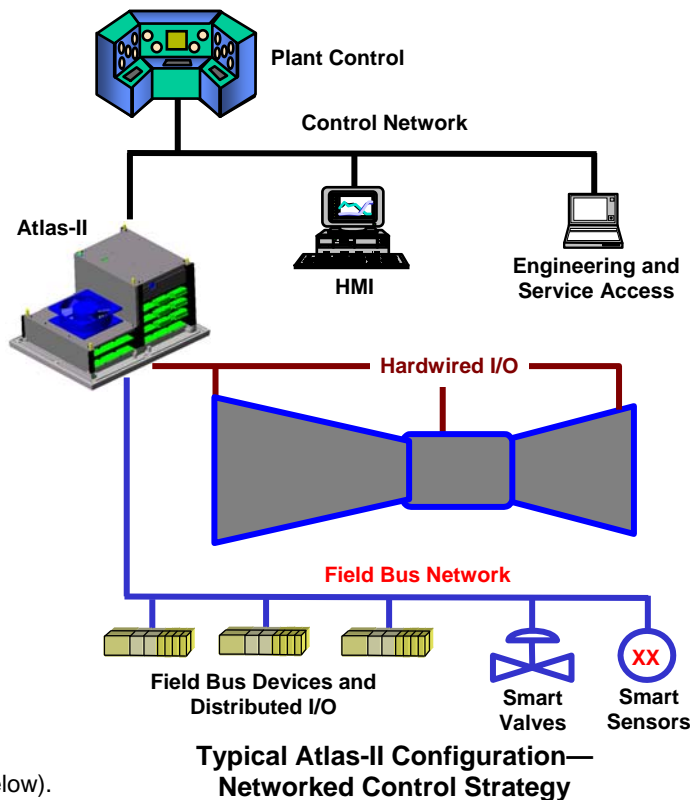 Plant Control
Control Network
Atlas-II
HMI
Engineering and
Service Access
Hardwired I/O
Field Bus Network
XX
Field Bus Devices and
Distributed I/O
Smart
Valves
Smart
Sensors
Typical Atlas-II Configuration—
Networked Control Strategy
elow).